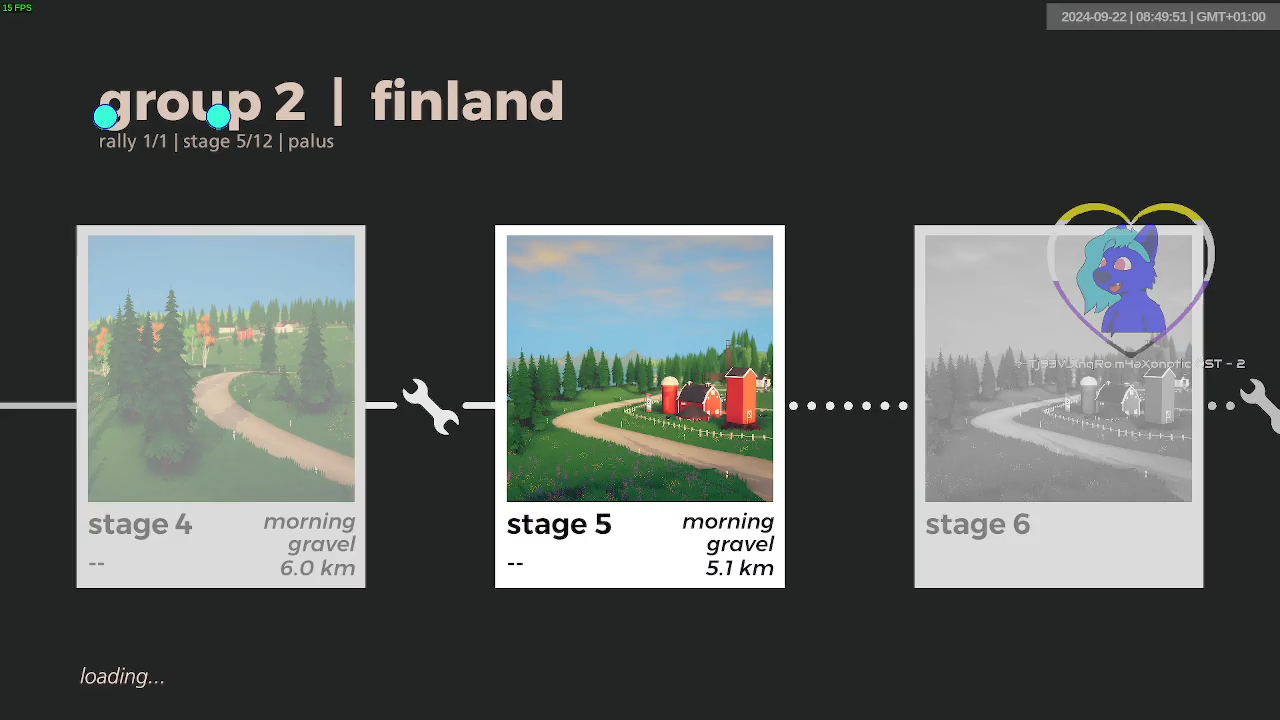 15 FPS
2024-09-22 | 08:49:51 | GMT+01:00
group 2 | finland
rally 1/1 | stage 5/12 | palus
stage 4
morning
gravel
--
6.0 km
stage 5
morning
gravel
--
5.1 km
stage 6
loading...